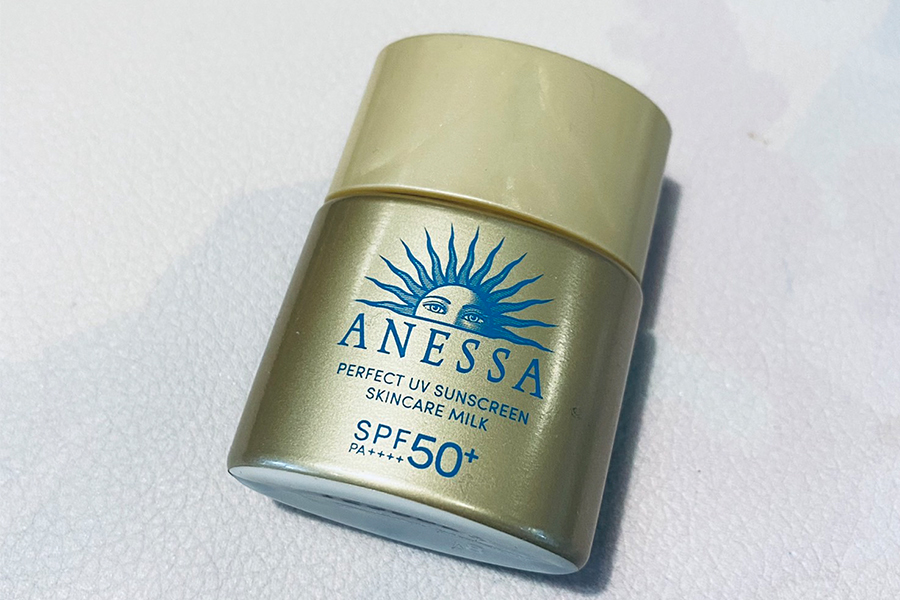 ANESSA
PERFECT UV SUNSCREEN
SKINCARE MILK
SPF50+
PA++++